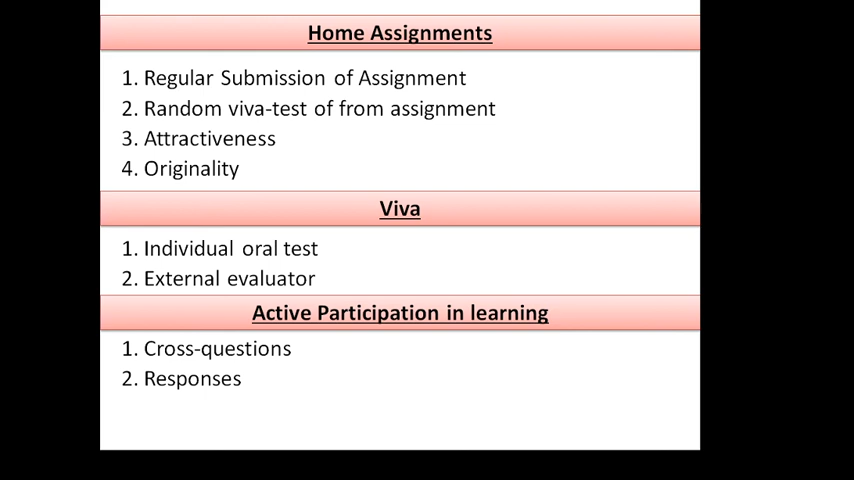 Home Assignments
1. Regular Submission of Assignment
2. Random viva-test of from assignment
3. Attractiveness
4. Originality
Viva
1. Individual oral test
2. External evaluator
Active Participation in learning
1. Cross-questions
2. Responses